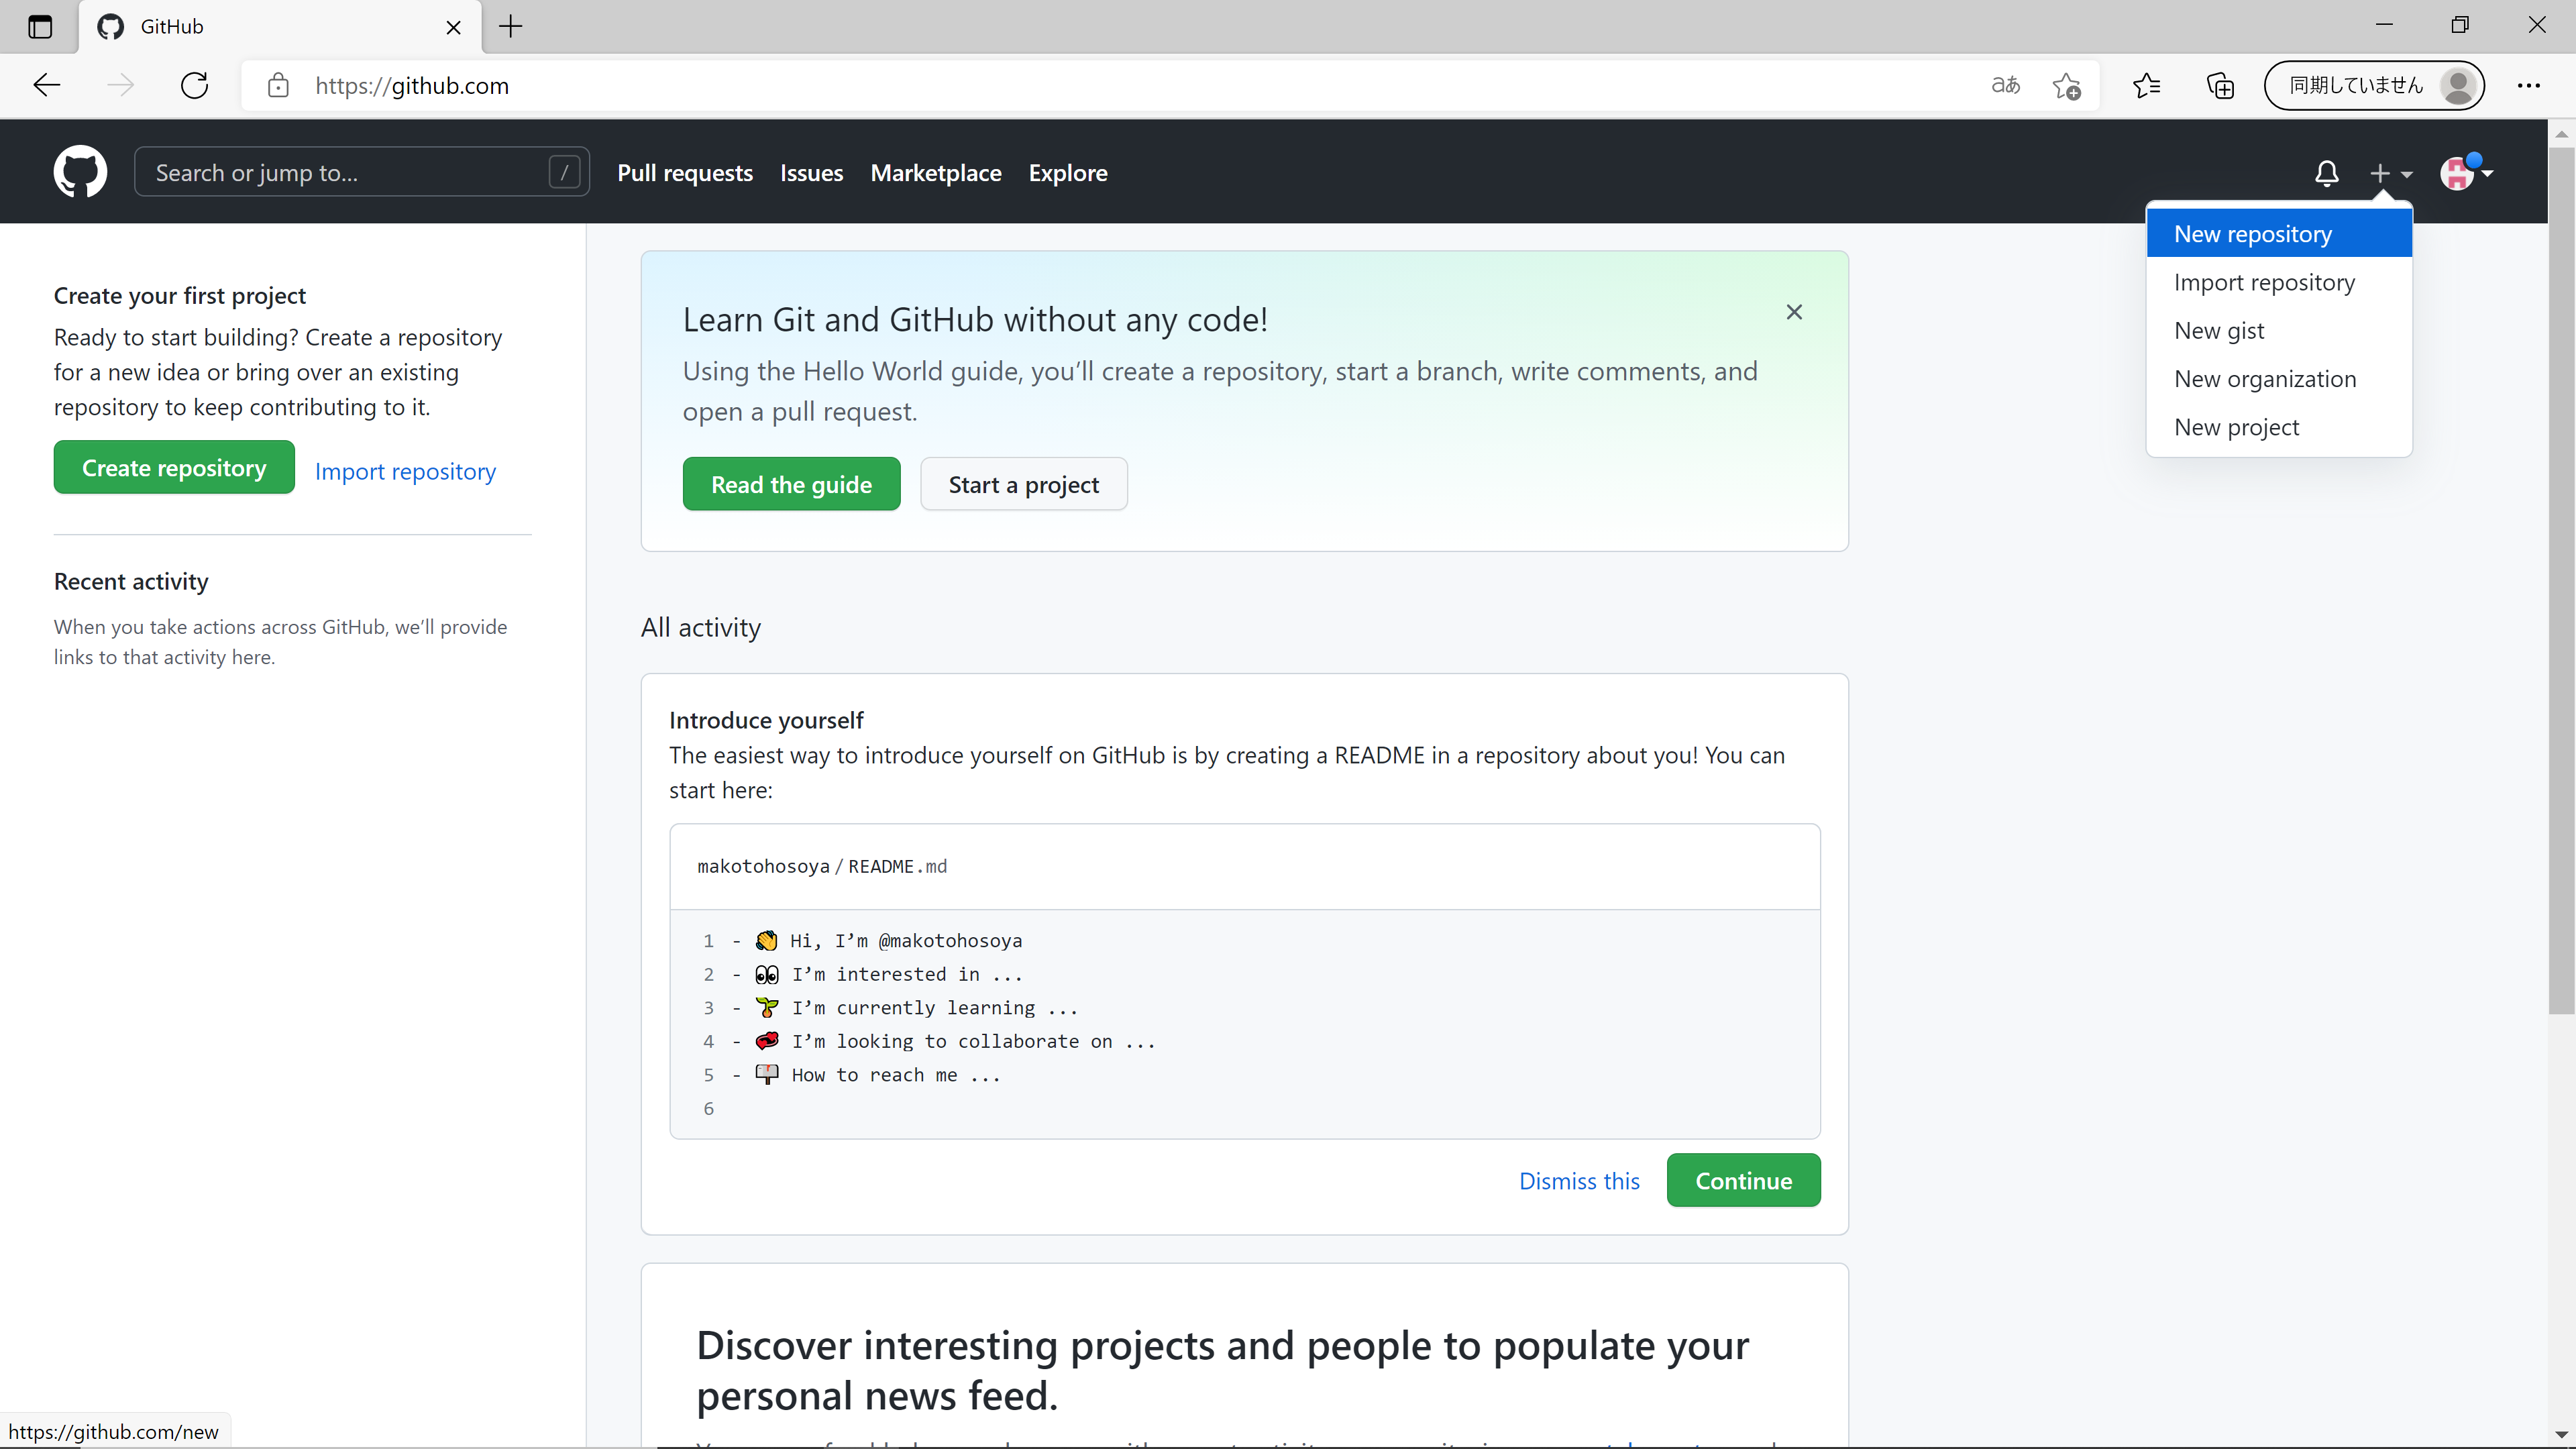 GitHub
https://github.com
aあ
同期していません
Search or jump to...
/
Pull requests
Issues
Marketplace
Explore
New repository
Import repository
New gist
New organization
New project
Create your first project
Ready to start building? Create a repository
for a new idea or bring over an existing
repository to keep contributing to it.
Create repository
Import repository
Recent activity
When you take actions across GitHub, we’ll provide
links to that activity here.
Learn Git and GitHub without any code!
Using the Hello World guide, you’ll create a repository, start a branch, write comments, and
open a pull request.
Read the guide
Start a project
All activity
Introduce yourself
The easiest way to introduce yourself on GitHub is by creating a README in a repository about you! You can
start here:
makotohosoya / README.md
1 - 👋 Hi, I’m @makotohosoya
2 - 👀 I’m interested in ...
3 - 🌱 I’m currently learning ...
4 - 💞️ I’m looking to collaborate on ...
5 - 📫 How to reach me ...
6
Dismiss this
Continue
Discover interesting projects and people to populate your
personal news feed.
https://github.com/new